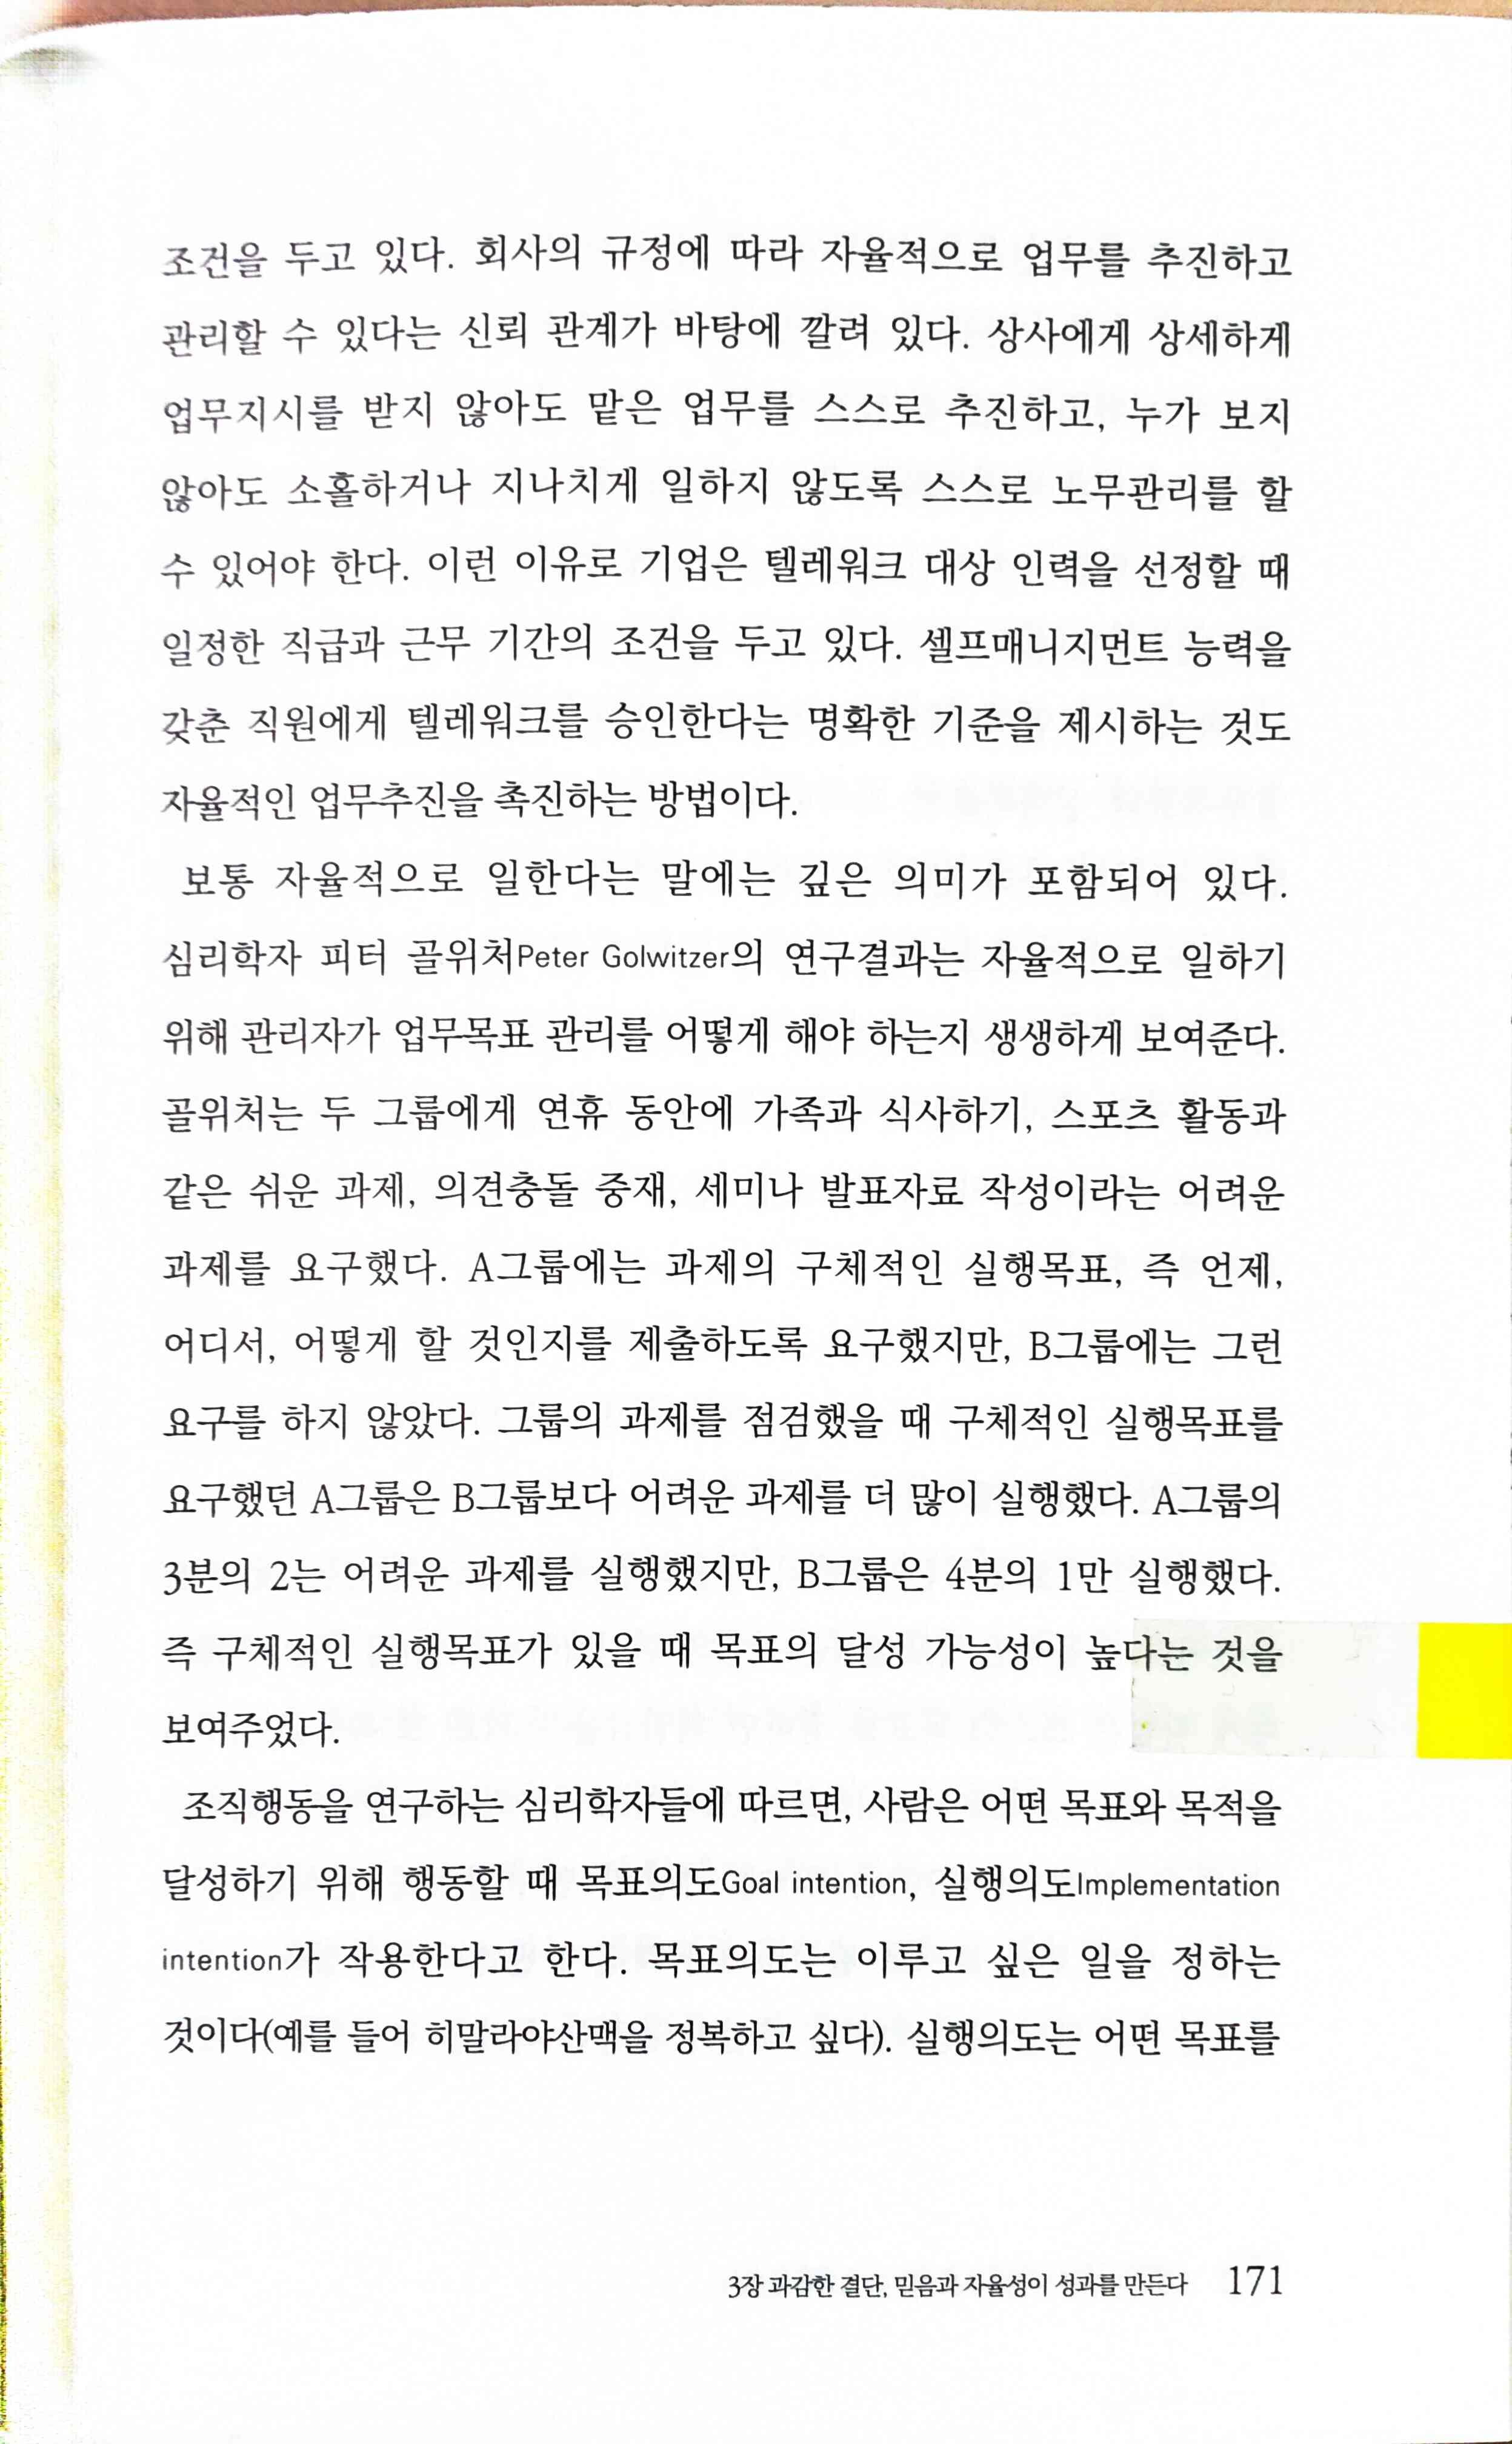 조건을 두고 있다. 회사의 규정에 따라 자율적으로 업무를 추진하고
관리할 수 있다는 신뢰 관계가 바탕에 깔려 있다. 상사에게 상세하게
업무지시를 받지 않아도 맡은 업무를 스스로 추진하고, 누가 보지
않아도 소홀하거나 지나치게 일하지 않도록 스스로 노무관리를 할
수 있어야 한다. 이런 이유로 기업은 텔레워크 대상 인력을 선정할 때
일정한 직급과 근무 기간의 조건을 두고 있다. 셀프매니지먼트 능력을
갖춘 직원에게 텔레워크를 승인한다는 명확한 기준을 제시하는 것도
자율적인 업무추진을 촉진하는 방법이다.
보통 자율적으로 일한다는 말에는 깊은 의미가 포함되어 있다.
심리학자 피터 골위처Peter Golwitzer의 연구결과는 자율적으로 일하기
위해 관리자가 업무목표 관리를 어떻게 해야 하는지 생생하게 보여준다.
골위처는 두 그룹에게 연휴 동안에 가족과 식사하기, 스포츠 활동과
같은 쉬운 과제, 의견충돌 중재, 세미나 발표자료 작성이라는 어려운
과제를 요구했다. A그룹에는 과제의 구체적인 실행목표, 즉 언제,
어디서, 어떻게 할 것인지를 제출하도록 요구했지만, B그룹에는 그런
요구를 하지 않았다. 그룹의 과제를 점검했을 때 구체적인 실행목표를
요구했던 A그룹은 B그룹보다 어려운 과제를 더 많이 실행했다. A그룹의
3분의 2는 어려운 과제를 실행했지만, B그룹은 4분의 1만 실행했다.
즉 구체적인 실행목표가 있을 때 목표의 달성 가능성이 높다는 것을
보여주었다.
조직행동을 연구하는 심리학자들에 따르면, 사람은 어떤 목표와 목적을
달성하기 위해 행동할 때 목표의도Goal intention, 실행의도Implementation
intention가 작용한다고 한다. 목표의도는 이루고 싶은 일을 정하는
것이다(예를 들어 히말라야산맥을 정복하고 싶다). 실행의도는 어떤 목표를
3장 과감한 결단, 믿음과 자율성이 성과를 만든다 171